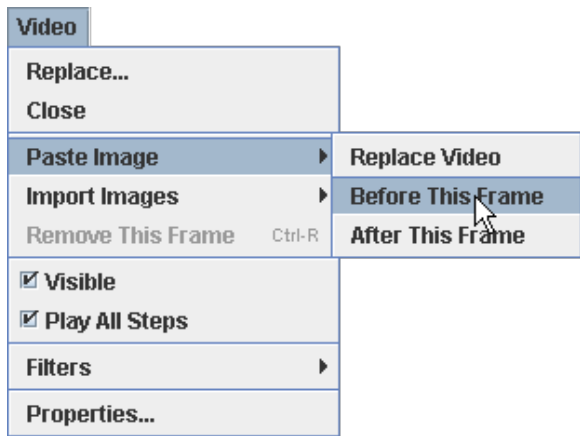 Video
Replace...
Close
Paste Image
Replace Video
Import Images
Before This Frame
Remove This Frame Ctrl-R
After This Frame
Visible
Play All Steps
Filters
Properties...